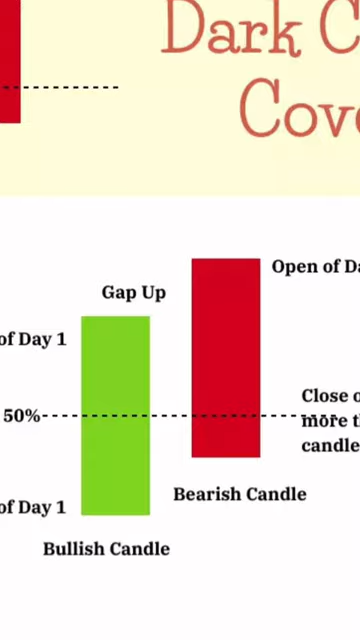 Dark C
Cove
Open of Da
Gap Up
of Day 1
Close o
50%
more t
candle
Bearish Candle
of Day 1
Bullish Candle